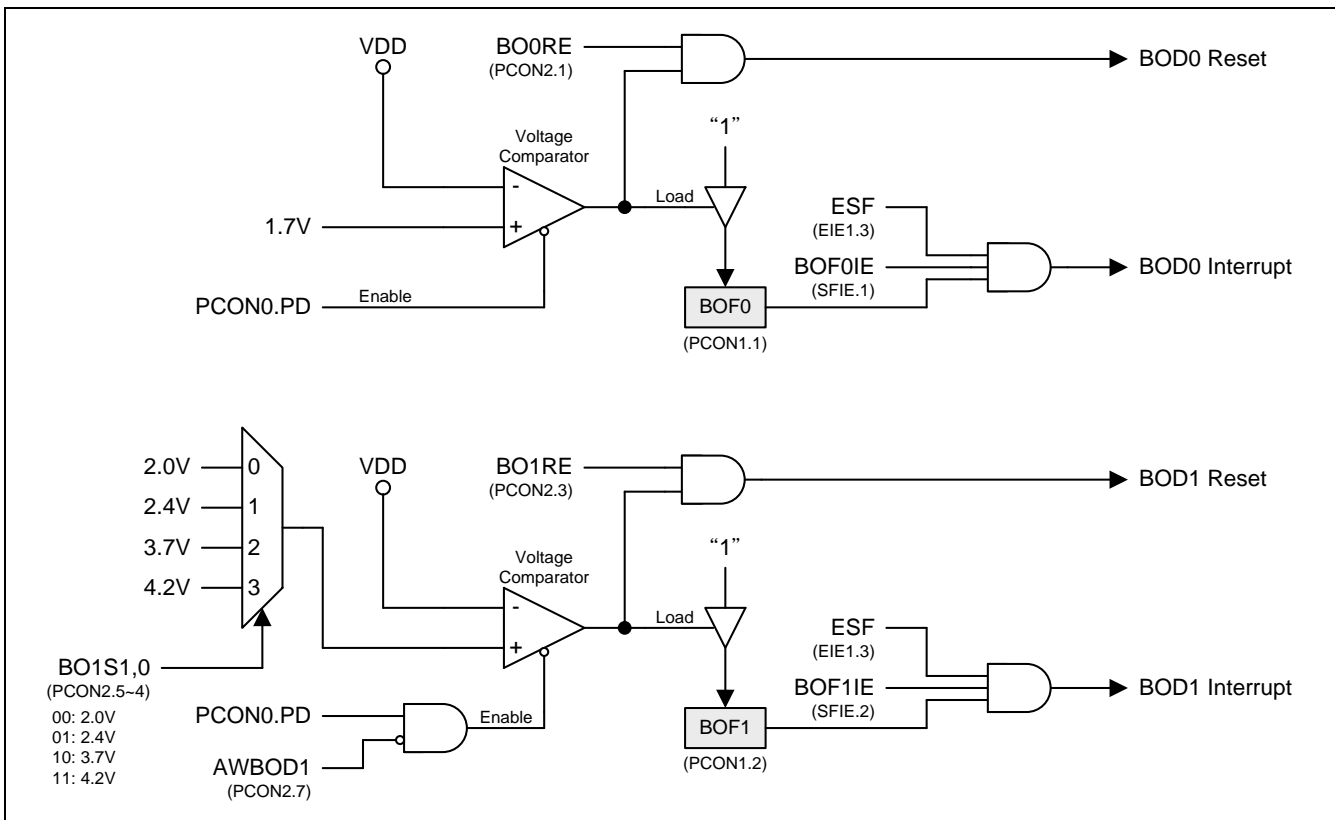 VDD
BO0RE
(PCON2.1)
BOD0 Reset
“1”
Voltage
Comparator
-
Load
+
1.7V
ESF
(EIE1.3)
BOF0IE
(SFIE.1)
BOD0 Interrupt
PCON0.PD
Enable
BOF0
(PCON1.1)
2.0V
0
2.4V
1
3.7V
2
4.2V
3
VDD
BO1RE
(PCON2.3)
BOD1 Reset
“1”
Voltage
Comparator
-
Load
+
BO1S1,0
(PCON2.5~4)
00: 2.0V
01: 2.4V
10: 3.7V
11: 4.2V
ESF
(EIE1.3)
BOF1IE
(SFIE.2)
BOD1 Interrupt
PCON0.PD
Enable
AWBOD1
(PCON2.7)
BOF1
(PCON1.2)